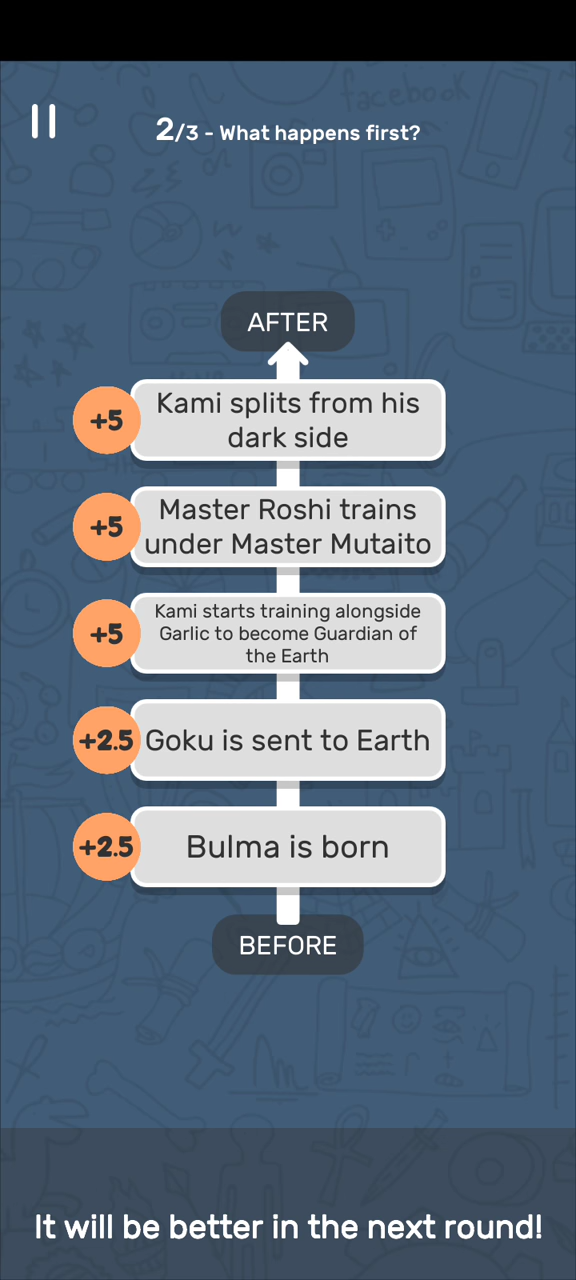 facebook
2/3 - What happens first?
AFTER
+5
Kami splits from his
dark side
+5
Master Roshi trains
under Master Mutaito
+5
Kami starts training alongside
Garlic to become Guardian of
the Earth
+2.5
Goku is sent to Earth
+2.5
Bulma is born
BEFORE
It will be better in the next round!